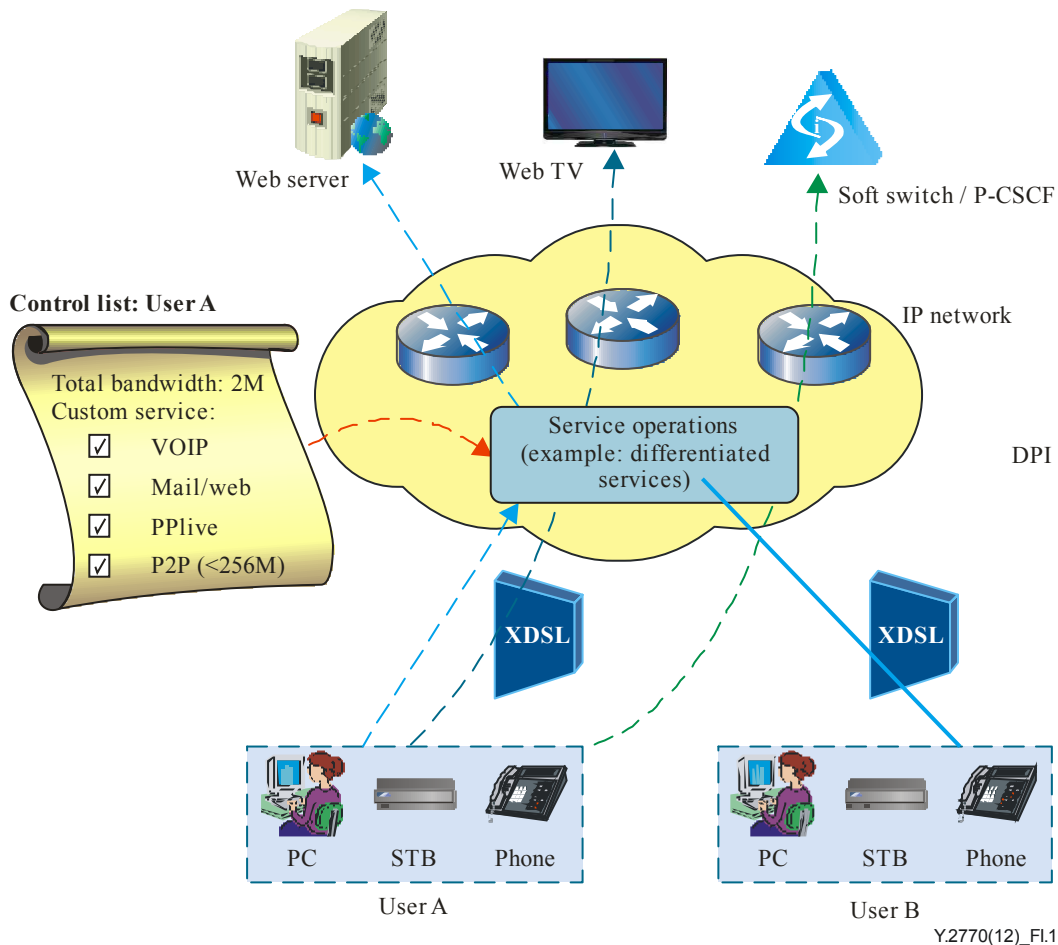 Web server
Web TV
Soft switch / P-CSCF
Control list: User A
IP network
Total bandwidth: 2M
Custom service:
VOIP
Mail/web
PPlive
P2P (<256M)
Service operations
(example: differentiated
services)
DPI
XDSL
XDSL
PC STB Phone
PC STB Phone
User A
User B
Y.2770(12)_FI.1